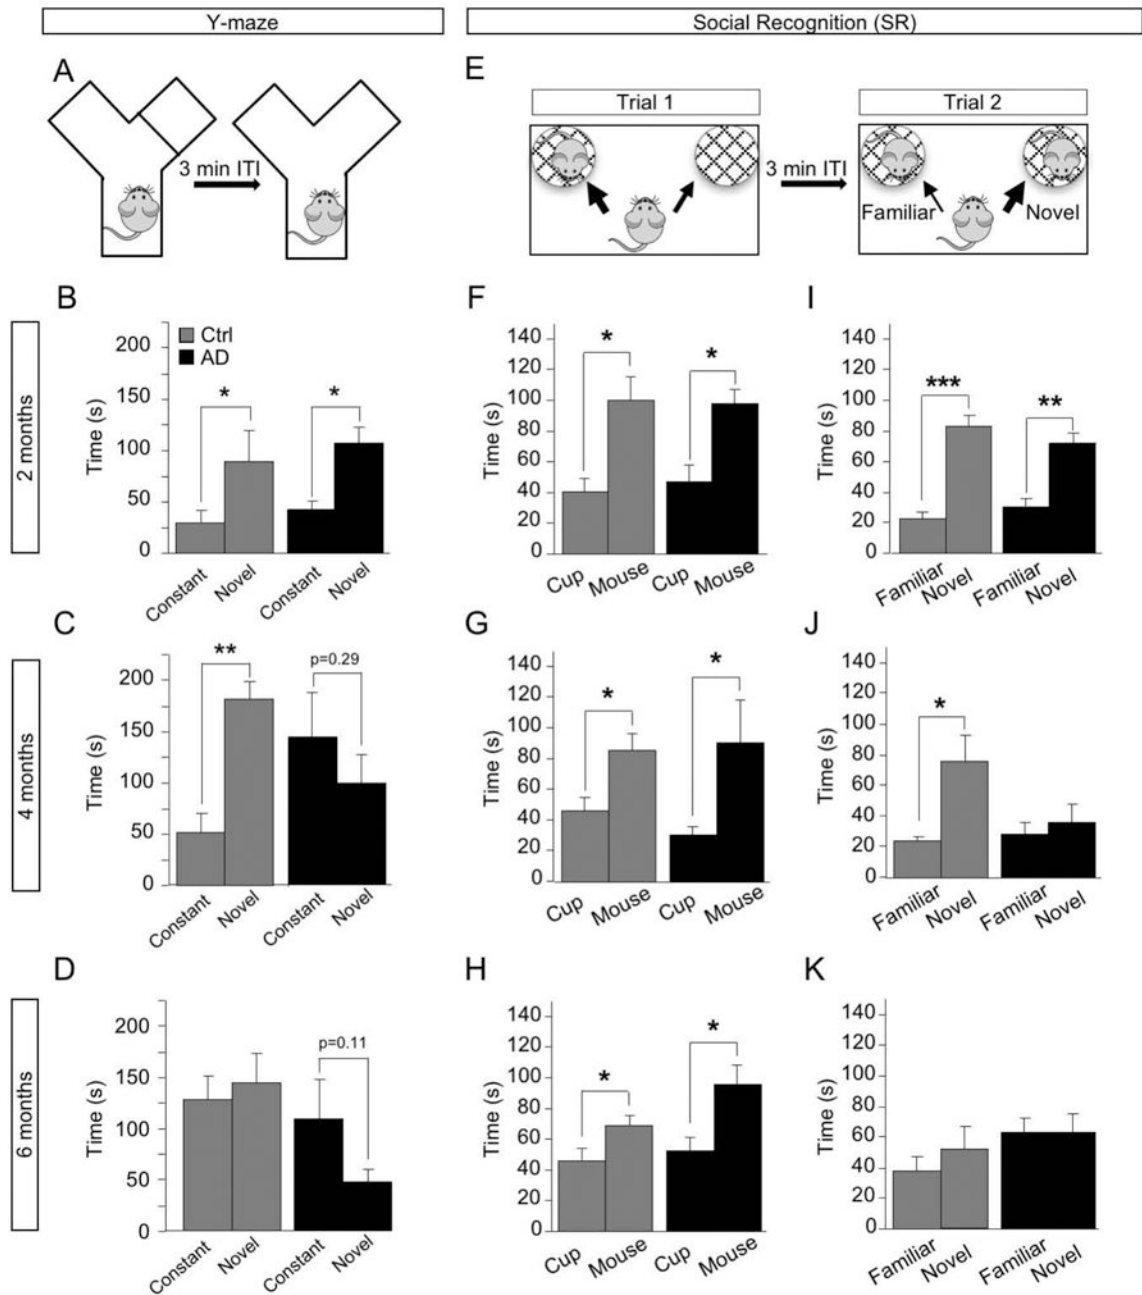 Y-maze
Social Recognition (SR)
A
3 min ITI
E
Trial 1
3 min ITI
Trial 2
Familiar
Novel
2 months
B
Ctrl
AD
Time (s)
200
150
100
50
0
*
*
Constant
Novel
Constant
Novel
F
Time (s)
140
120
100
80
60
40
20
0
*
*
Cup
Mouse
Cup
Mouse
I
Time (s)
140
120
100
80
60
40
20
0
***
**
Familiar
Novel
Familiar
Novel
4 months
C
Time (s)
200
150
100
50
0
**
p=0.29
Constant
Novel
Constant
Novel
G
Time (s)
140
120
100
80
60
40
20
0
*
*
Cup
Mouse
Cup
Mouse
J
Time (s)
140
120
100
80
60
40
20
0
*
Familiar
Novel
Familiar
Novel
6 months
D
Time (s)
200
150
100
50
0
p=0.11
Constant
Novel
Constant
Novel
H
Time (s)
140
120
100
80
60
40
20
0
*
*
Cup
Mouse
Cup
Mouse
K
Time (s)
140
120
100
80
60
40
20
0
Familiar
Novel
Familiar
Novel